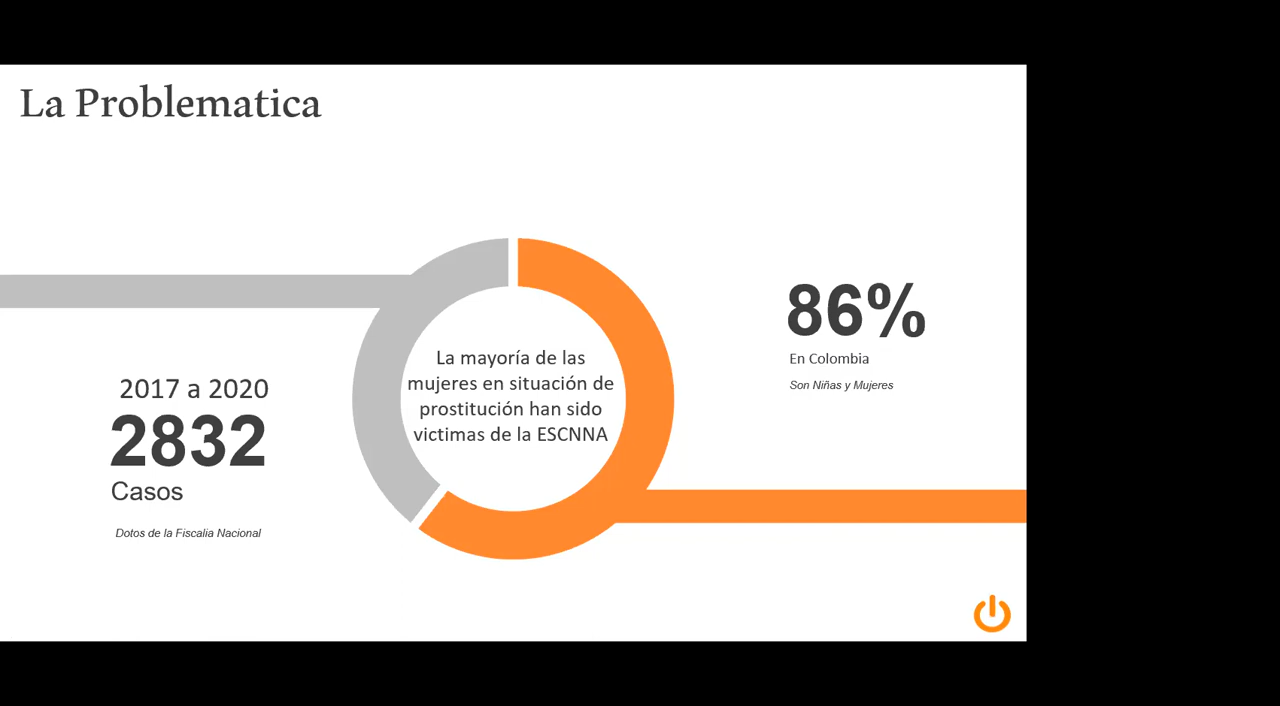 La Problematica
2017 a 2020
2832
Casos
Dotos de la Fiscalia Nacional
La mayoría de las
mujeres en situación de
prostitución han sido
victimas de la ESCNNA
86%
En Colombia
Son Niñas y Mujeres